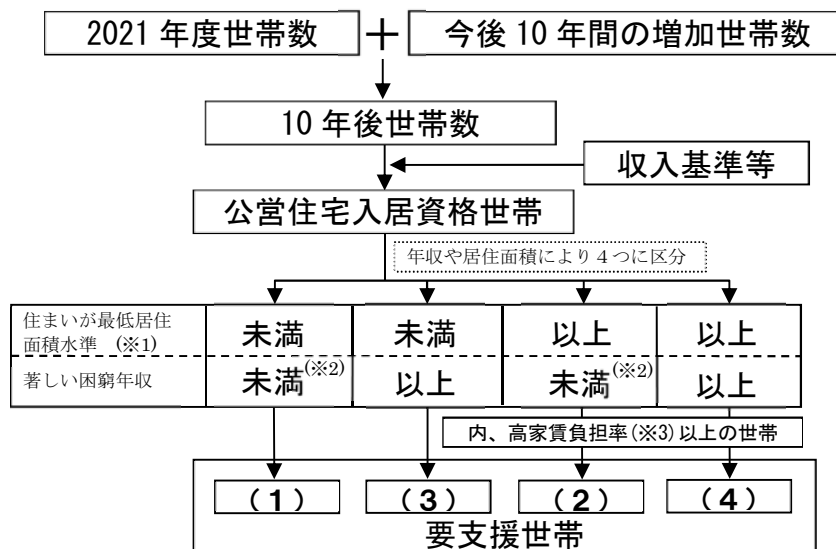 2021 年度世帯数 ＋ 今後 10 年間の増加世帯数
10 年後世帯数
収入基準等
公営住宅入居資格世帯
年収や居住面積により４つに区分
住まいが最低居住
面積水準 (※1)
未満 未満 以上 以上
著しい困窮年収
未満(※2) 以上 未満(※2) 以上
内、高家賃負担率(※3)以上の世帯
（１） （３） （２） （４）
要支援世帯